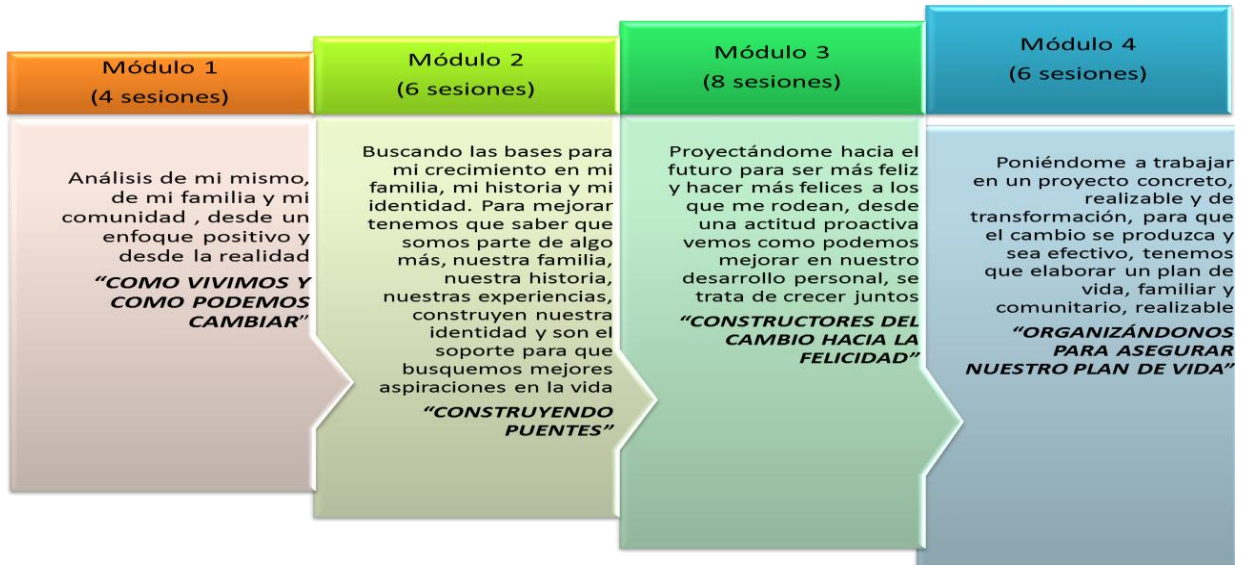 Módulo 1
(4 sesiones)
Análisis de mi mismo,
de mi familia y mi
comunidad , desde un
enfoque positivo y
desde la realidad
“COMO VIVIMOS Y
COMO PODEMOS
CAMBIAR”
Módulo 2
(6 sesiones)
Buscando las bases para
mi crecimiento en mi
familia, mi historia y mi
identidad. Para mejorar
tenemos que saber que
somos parte de algo
más, nuestra familia,
nuestra historia,
nuestras experiencias,
construyen nuestra
identidad y son el
soporte para que
busquemos mejores
aspiraciones en la vida
“CONSTRUYENDO
PUENTES”
Módulo 3
(8 sesiones)
Proyectándome hacia el
futuro para ser más feliz
y hacer más felices a los
que me rodean, desde
una actitud proactiva
vemos como podemos
mejorar en nuestro
desarrollo personal, se
trata de crecer juntos
“CONSTRUCTORES DEL
CAMBIO HACIA LA
FELICIDAD”
Módulo 4
(6 sesiones)
Poniéndome a trabajar
en un proyecto concreto,
realizable y de
transformación, para que
el cambio se produzca y
sea efectivo, tenemos
que elaborar un plan de
vida, familiar y
comunitario, realizable
“ORGANIZÁNDONOS
PARA ASEGURAR
NUESTRO PLAN DE VIDA”